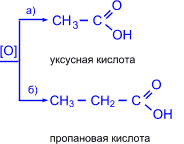 а)
O
CH₃ — C
OH
[O]
уксусная кислота
б)
O
CH₃ — CH₂ — C
OH
пропановая кислота